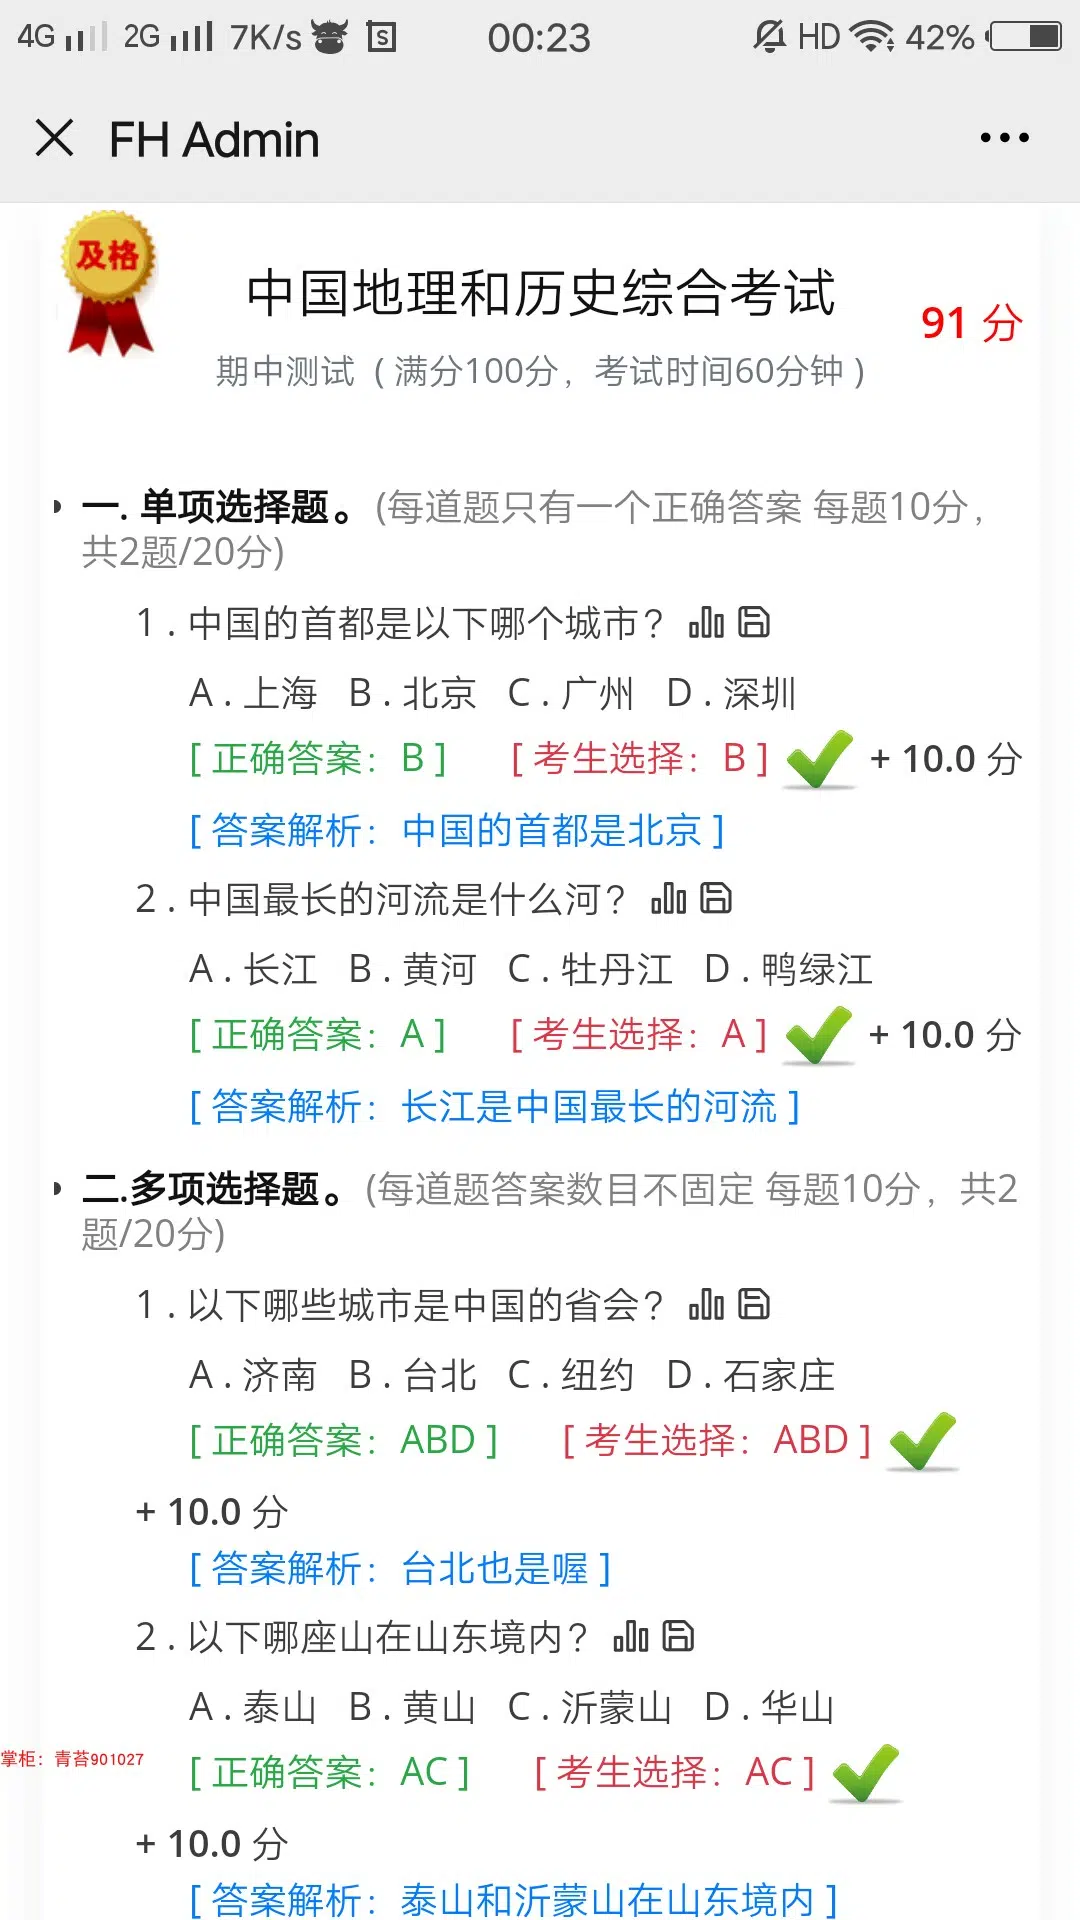 4G 2G 7K/s S 00:23 HD 42%
FH Admin
及格
中国地理和历史综合考试
91 分
期中测试 ( 满分100分，考试时间60分钟 )
一. 单项选择题。(每道题只有一个正确答案 每题10分，
共2题/20分)
1 . 中国的首都是以下哪个城市？
A . 上海 B . 北京 C . 广州 D . 深圳
[ 正确答案：B ] [ 考生选择：B ] + 10.0 分
[ 答案解析：中国的首都是北京 ]
2 . 中国最长的河流是什么河？
A . 长江 B . 黄河 C . 牡丹江 D . 鸭绿江
[ 正确答案：A ] [ 考生选择：A ] + 10.0 分
[ 答案解析：长江是中国最长的河流 ]
二.多项选择题。(每道题答案数目不固定 每题10分，共2
题/20分)
1 . 以下哪些城市是中国的省会？
A . 济南 B . 台北 C . 纽约 D . 石家庄
[ 正确答案：ABD ] [ 考生选择：ABD ]
+ 10.0 分
[ 答案解析：台北也是喔 ]
2 . 以下哪座山在山东境内？
A . 泰山 B . 黄山 C . 沂蒙山 D . 华山
掌柜：青苔901027
[ 正确答案：AC ] [ 考生选择：AC ]
+ 10.0 分
[ 答案解析：泰山和沂蒙山在山东境内 ]